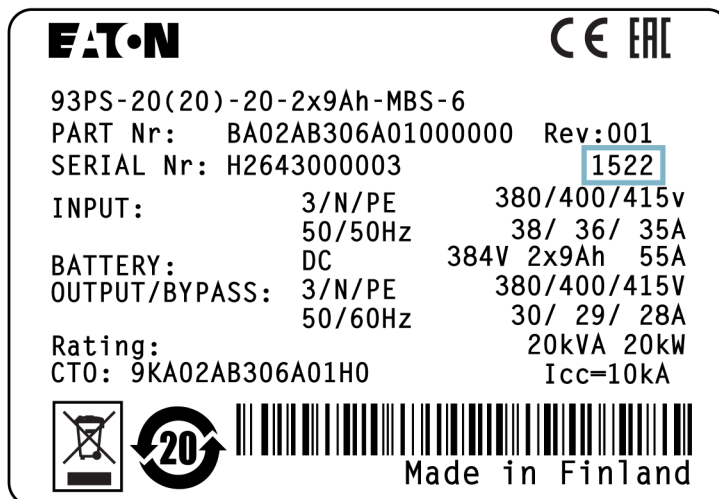 EATON CE EAC
93PS-20(20)-20-2x9Ah-MBS-6
PART Nr: BA02AB306A01000000 Rev:001
SERIAL Nr: H2643000003 1522
INPUT: 3/N/PE 380/400/415v
50/50Hz 38/ 36/ 35A
BATTERY: DC 384V 2x9Ah 55A
OUTPUT/BYPASS: 3/N/PE 380/400/415V
50/60Hz 30/ 29/ 28A
Rating: 20kVA 20kW
CTO: 9KA02AB306A01H0 Icc=10kA
20
Made in Finland